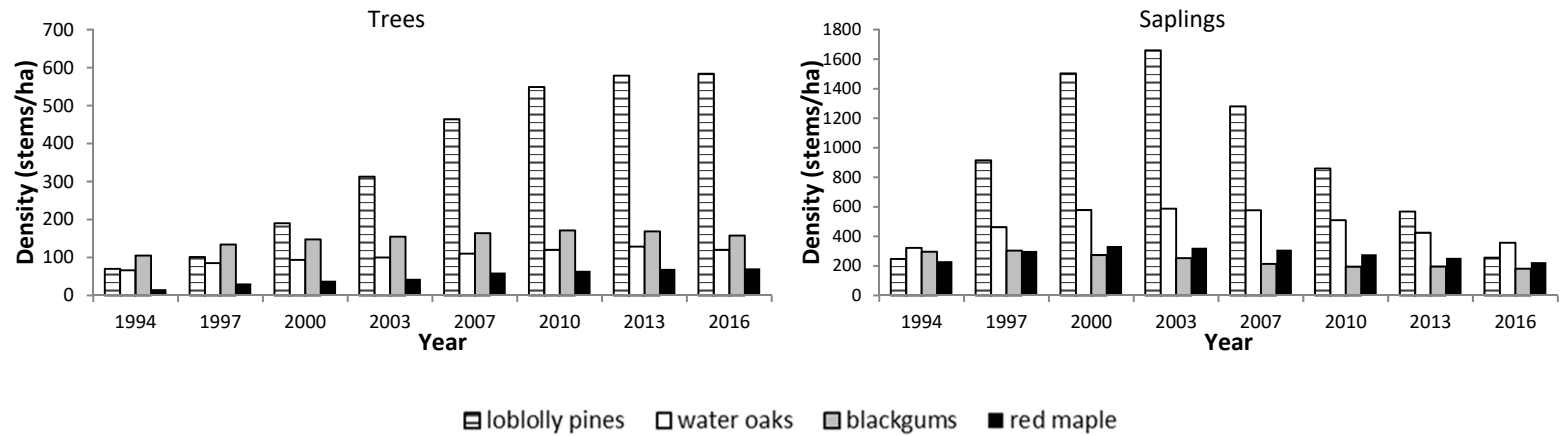 Trees
Density (stems/ha)
700
600
500
400
300
200
100
0
1994 1997 2000 2003 2007 2010 2013 2016
Year
Saplings
Density (stems/ha)
1800
1600
1400
1200
1000
800
600
400
200
0
1994 1997 2000 2003 2007 2010 2013 2016
Year
loblolly pines water oaks blackgums red maple